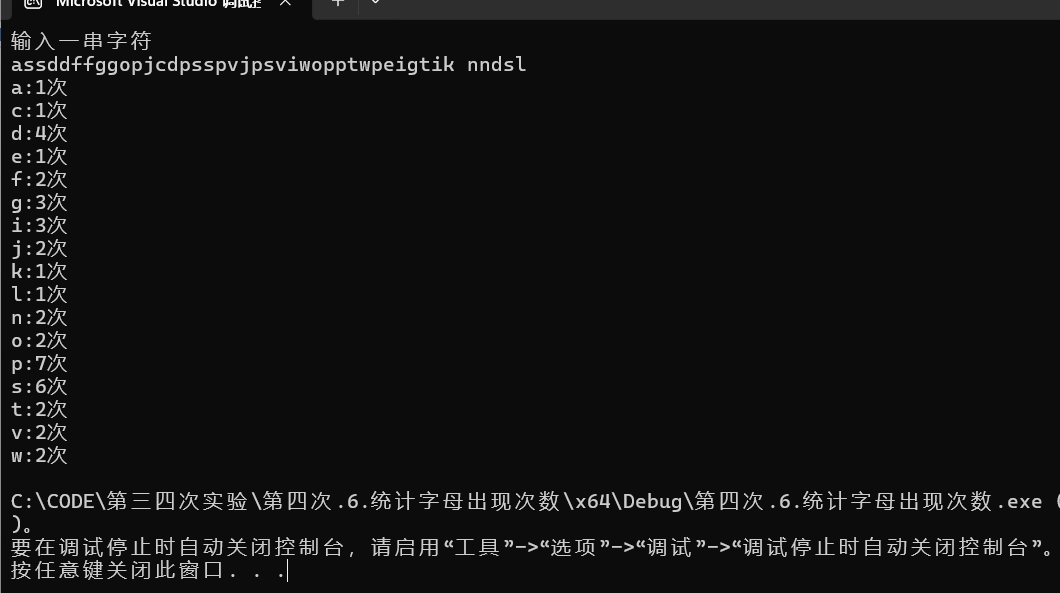 Microsoft Visual Studio 调试控
输入一串字符
assddffggopjcdpsspvjpsviwopptwpeigtik nndsl
a:1次
c:1次
d:4次
e:1次
f:2次
g:3次
i:3次
j:2次
k:1次
l:1次
n:2次
o:2次
p:7次
s:6次
t:2次
v:2次
w:2次
C:\CODE\第三四次实验\第四次.6.统计字母出现次数\x64\Debug\第四次.6.统计字母出现次数.exe (
)。
要在调试停止时自动关闭控制台，请启用“工具”->“选项”->“调试”->“调试停止时自动关闭控制台”。
按任意键关闭此窗口. . .